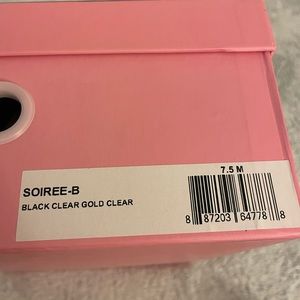 7.5 M
SOIREE-B
BLACK CLEAR GOLD CLEAR
8 87203 64778 8